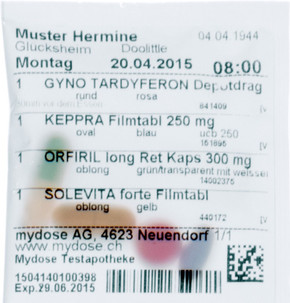 Muster Hermine 04 04 1944
Glücksheim Doolittle
Montag 20.04.2015 08:00
1 GYNO TARDYFERON Depotdrag
rund rosa
841409 [V
1 KEPPRA Filmtabl 250 mg
oval blau ucb 250
161896 [V
1 ORFIRIL long Ret Kaps 300 mg
oblong grün/transparent mit weissen
14002375
1 SOLEVITA forte Filmtabl
oblong gelb
440172 [V
mydose AG, 4623 Neuendorf 1/1
www.mydose.ch
Mydose Testapotheke
1504140100398
Exp.29.06.2015